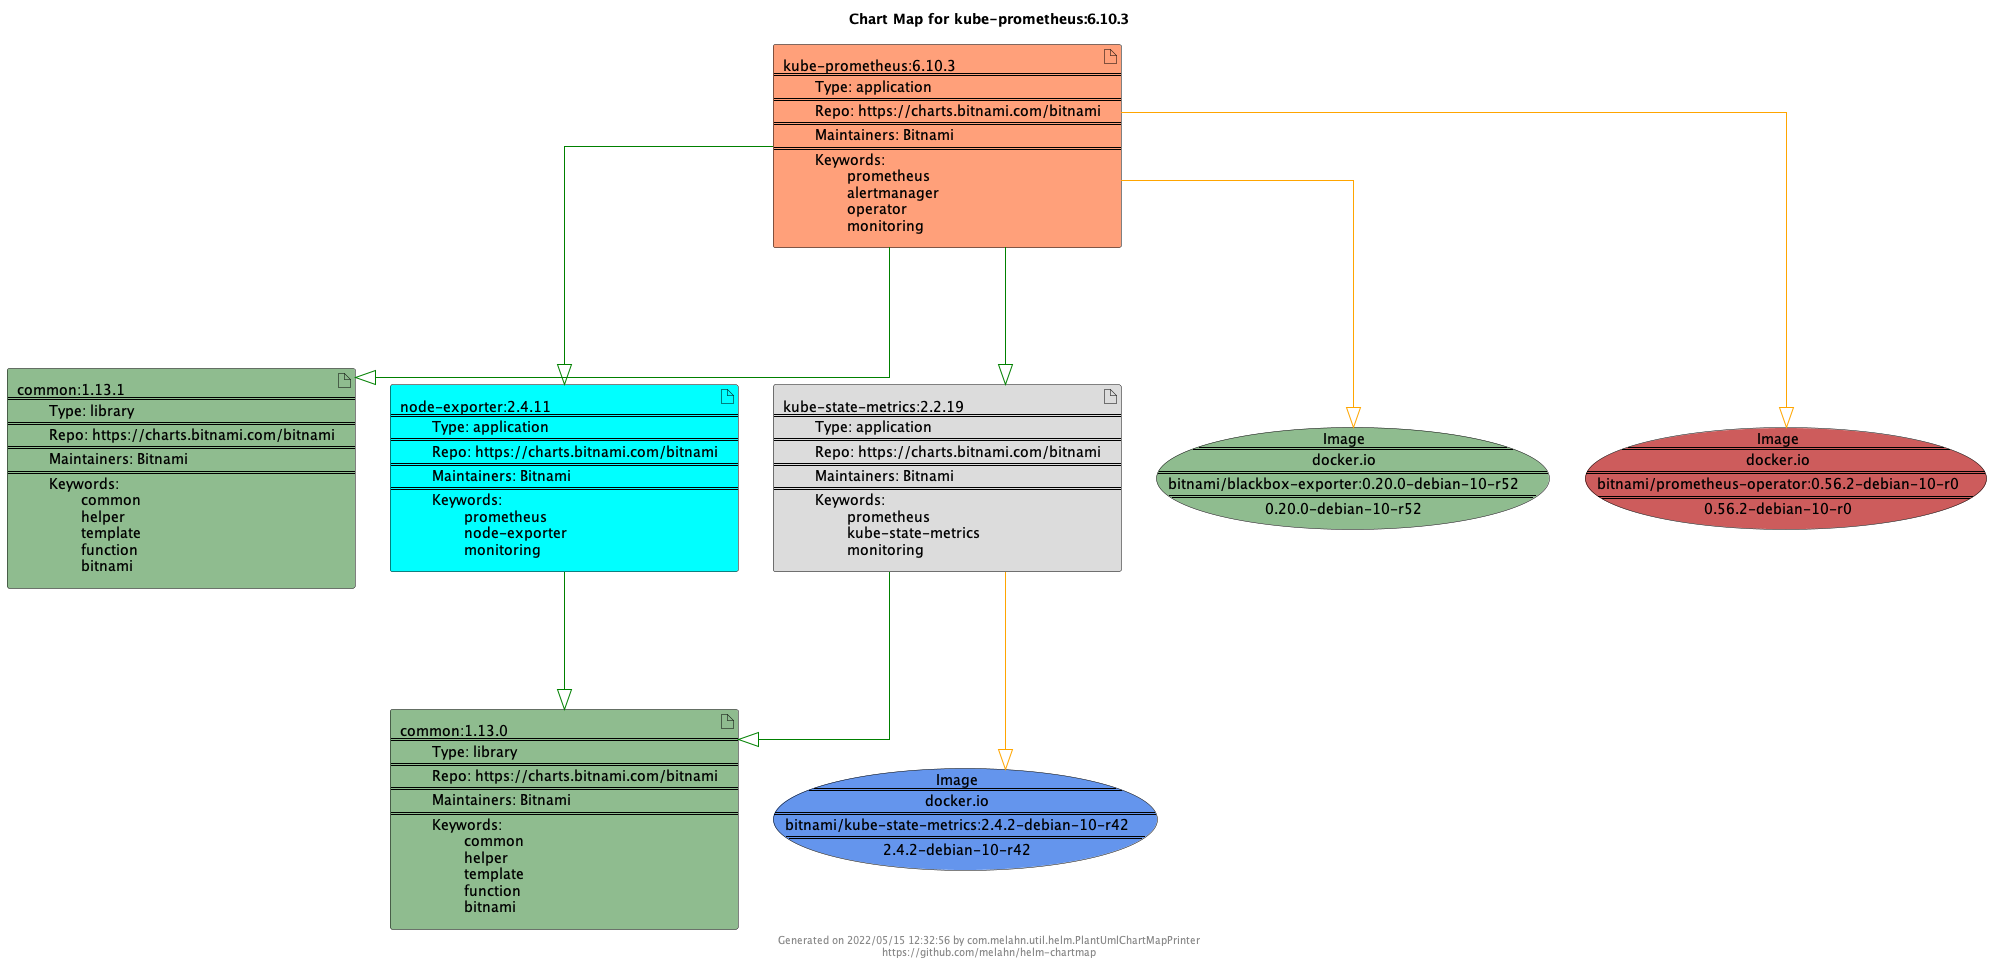 Chart Map for kube-prometheus:6.10.3
kube-prometheus:6.10.3
Type: application
Repo: https://charts.bitnami.com/bitnami
Maintainers: Bitnami
Keywords:
prometheus
alertmanager
operator
monitoring
common:1.13.1
Type: library
Repo: https://charts.bitnami.com/bitnami
Maintainers: Bitnami
Keywords:
common
helper
template
function
bitnami
node-exporter:2.4.11
Type: application
Repo: https://charts.bitnami.com/bitnami
Maintainers: Bitnami
Keywords:
prometheus
node-exporter
monitoring
kube-state-metrics:2.2.19
Type: application
Repo: https://charts.bitnami.com/bitnami
Maintainers: Bitnami
Keywords:
prometheus
kube-state-metrics
monitoring
Image
docker.io
bitnami/blackbox-exporter:0.20.0-debian-10-r52
0.20.0-debian-10-r52
Image
docker.io
bitnami/prometheus-operator:0.56.2-debian-10-r0
0.56.2-debian-10-r0
common:1.13.0
Type: library
Repo: https://charts.bitnami.com/bitnami
Maintainers: Bitnami
Keywords:
common
helper
template
function
bitnami
Image
docker.io
bitnami/kube-state-metrics:2.4.2-debian-10-r42
2.4.2-debian-10-r42
Generated on 2022/05/15 12:32:56 by com.melahn.util.helm.PlantUmlChartMapPrinter
https://github.com/melahn/helm-chartmap